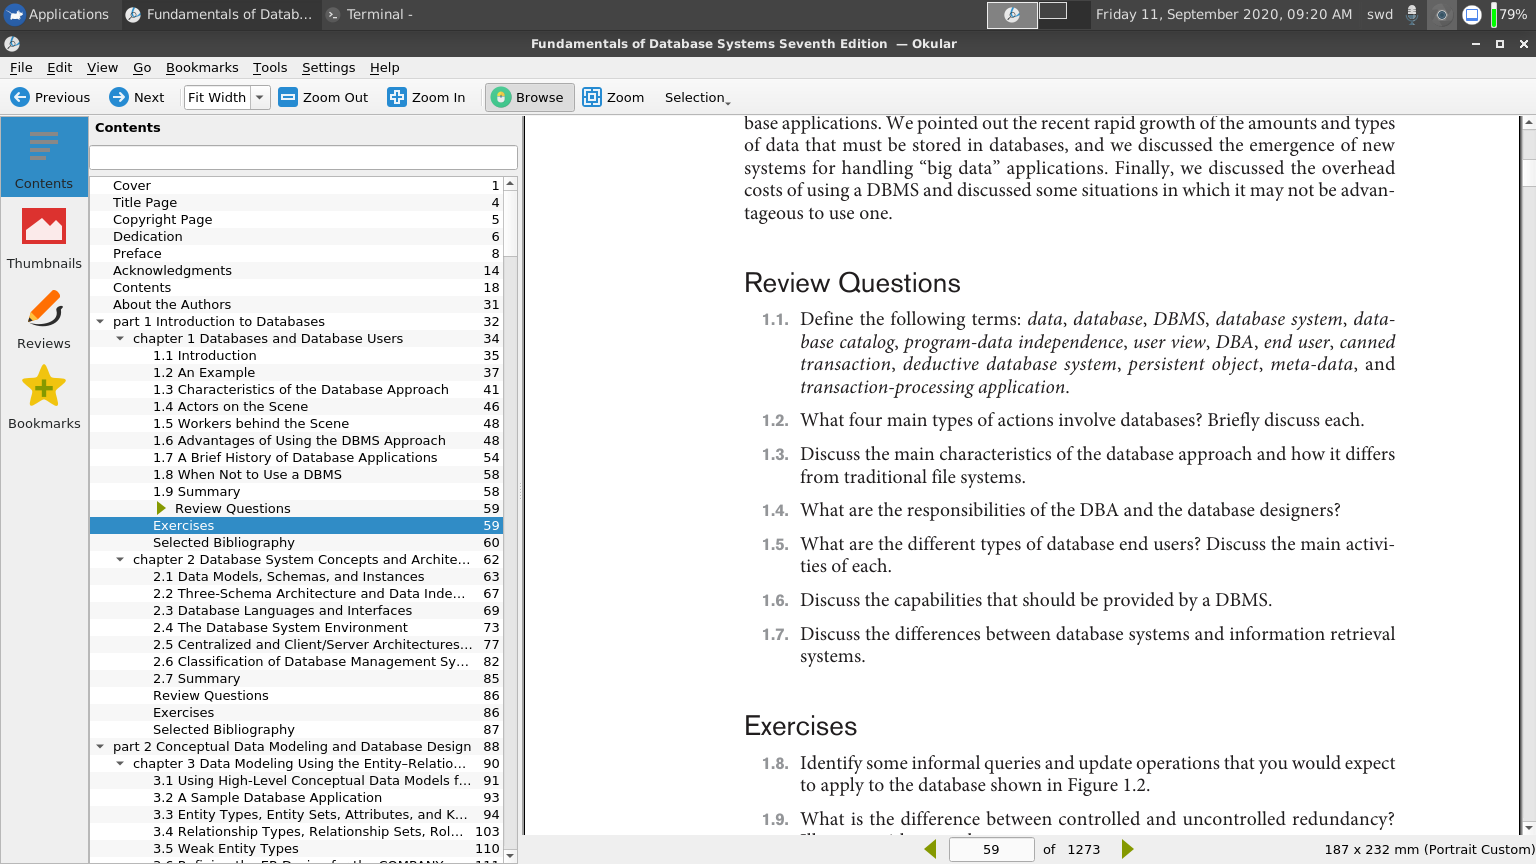 Applications
Fundamentals of Datab...
Terminal -
Friday 11, September 2020, 09:20 AM
swd
79%
Fundamentals of Database Systems Seventh Edition — Okular
File Edit View Go Bookmarks Tools Settings Help
Previous Next Fit Width Zoom Out Zoom In Browse Zoom Selection
Contents
Thumbnails
Reviews
Bookmarks
Contents
Cover 1
Title Page 4
Copyright Page 5
Dedication 6
Preface 8
Acknowledgments 14
Contents 18
About the Authors 31
part 1 Introduction to Databases 32
chapter 1 Databases and Database Users 34
1.1 Introduction 35
1.2 An Example 37
1.3 Characteristics of the Database Approach 41
1.4 Actors on the Scene 46
1.5 Workers behind the Scene 48
1.6 Advantages of Using the DBMS Approach 48
1.7 A Brief History of Database Applications 54
1.8 When Not to Use a DBMS 58
1.9 Summary 58
Review Questions 59
Exercises 59
Selected Bibliography 60
chapter 2 Database System Concepts and Archite... 62
2.1 Data Models, Schemas, and Instances 63
2.2 Three-Schema Architecture and Data Inde... 67
2.3 Database Languages and Interfaces 69
2.4 The Database System Environment 73
2.5 Centralized and Client/Server Architectures... 77
2.6 Classification of Database Management Sy... 82
2.7 Summary 85
Review Questions 86
Exercises 86
Selected Bibliography 87
part 2 Conceptual Data Modeling and Database Design 88
chapter 3 Data Modeling Using the Entity–Relatio... 90
3.1 Using High-Level Conceptual Data Models f... 91
3.2 A Sample Database Application 93
3.3 Entity Types, Entity Sets, Attributes, and K... 94
3.4 Relationship Types, Relationship Sets, Rol... 103
3.5 Weak Entity Types 110
base applications. We pointed out the recent rapid growth of the amounts and types
of data that must be stored in databases, and we discussed the emergence of new
systems for handling “big data” applications. Finally, we discussed the overhead
costs of using a DBMS and discussed some situations in which it may not be advan-
tageous to use one.
Review Questions
1.1. Define the following terms: data, database, DBMS, database system, data-
base catalog, program-data independence, user view, DBA, end user, canned
transaction, deductive database system, persistent object, meta-data, and
transaction-processing application.
1.2. What four main types of actions involve databases? Briefly discuss each.
1.3. Discuss the main characteristics of the database approach and how it differs
from traditional file systems.
1.4. What are the responsibilities of the DBA and the database designers?
1.5. What are the different types of database end users? Discuss the main activi-
ties of each.
1.6. Discuss the capabilities that should be provided by a DBMS.
1.7. Discuss the differences between database systems and information retrieval
systems.
Exercises
1.8. Identify some informal queries and update operations that you would expect
to apply to the database shown in Figure 1.2.
1.9. What is the difference between controlled and uncontrolled redundancy?
59 of 1273
187 x 232 mm (Portrait Custom)